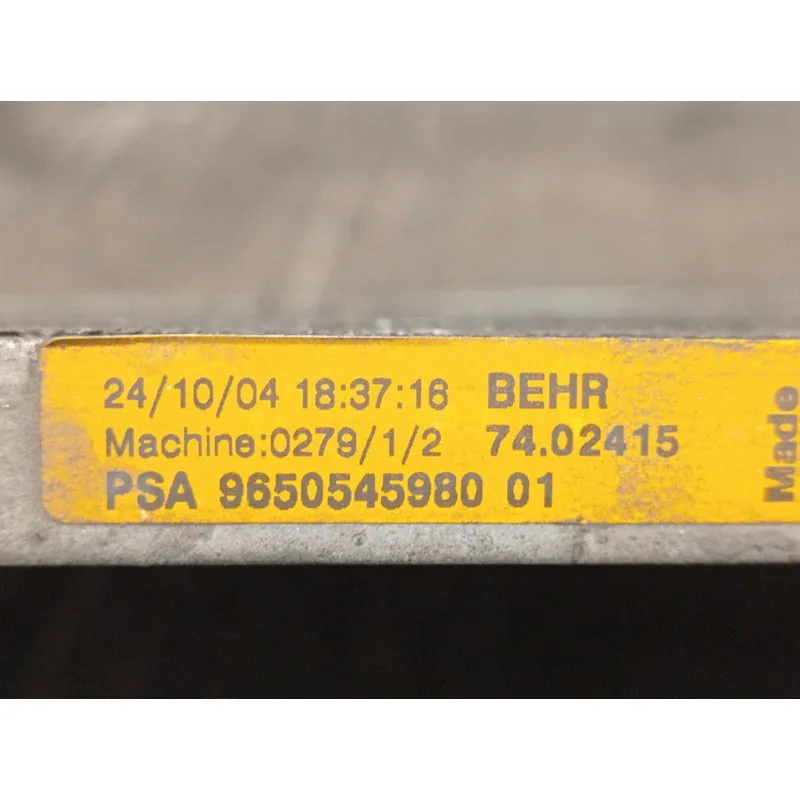 24/10/04 18:37:16 BEHR
Machine:0279/1/2 74.02415
PSA 9650545980 01
Made